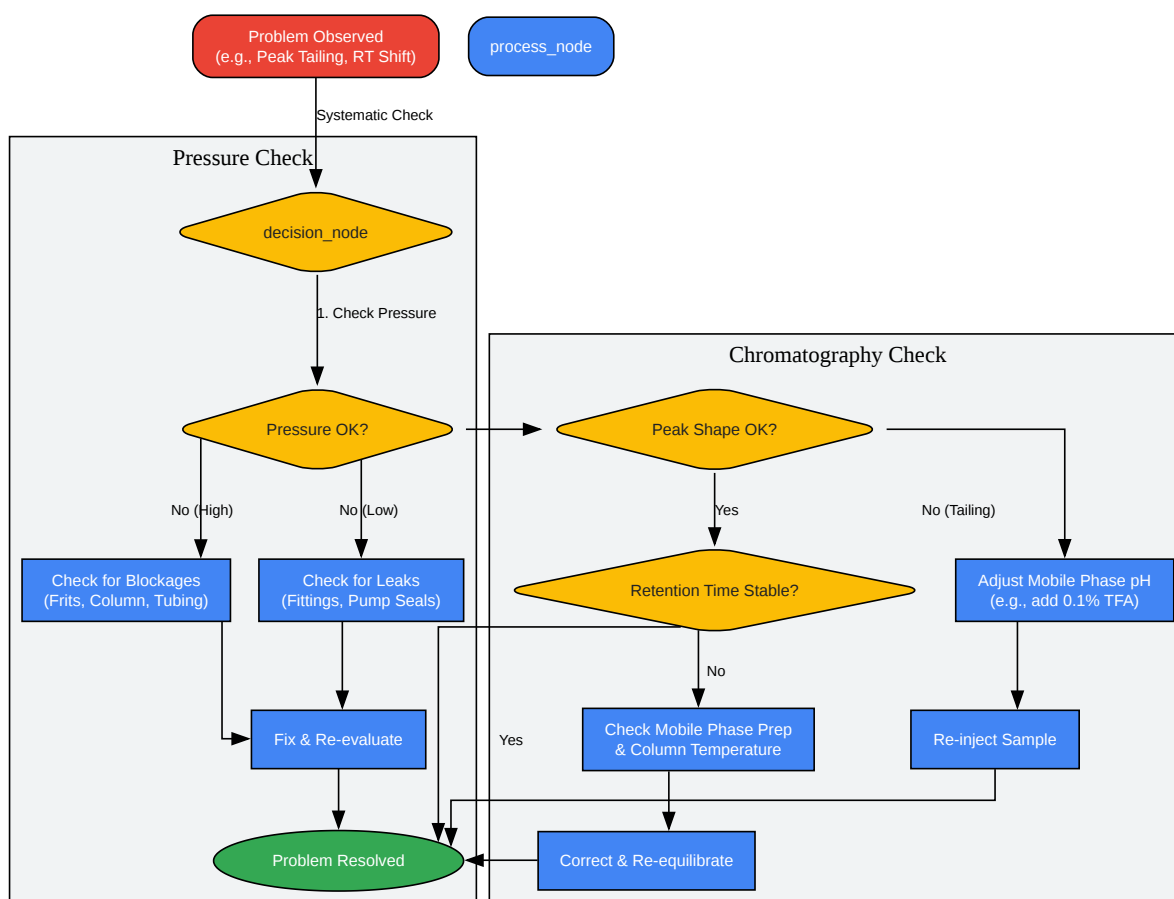 Problem Observed
(e.g., Peak Tailing, RT Shift)
process_node
Systematic Check
Pressure Check
decision_node
1. Check Pressure
Chromatography Check
Pressure OK?
Peak Shape OK?
No (High)
No (Low)
Yes
No (Tailing)
Check for Blockages
(Frits, Column, Tubing)
Check for Leaks
(Fittings, Pump Seals)
Retention Time Stable?
Adjust Mobile Phase pH
(e.g., add 0.1% TFA)
No
Fix & Re-evaluate
Yes
Check Mobile Phase Prep
& Column Temperature
Re-inject Sample
Problem Resolved
Correct & Re-equilibrate